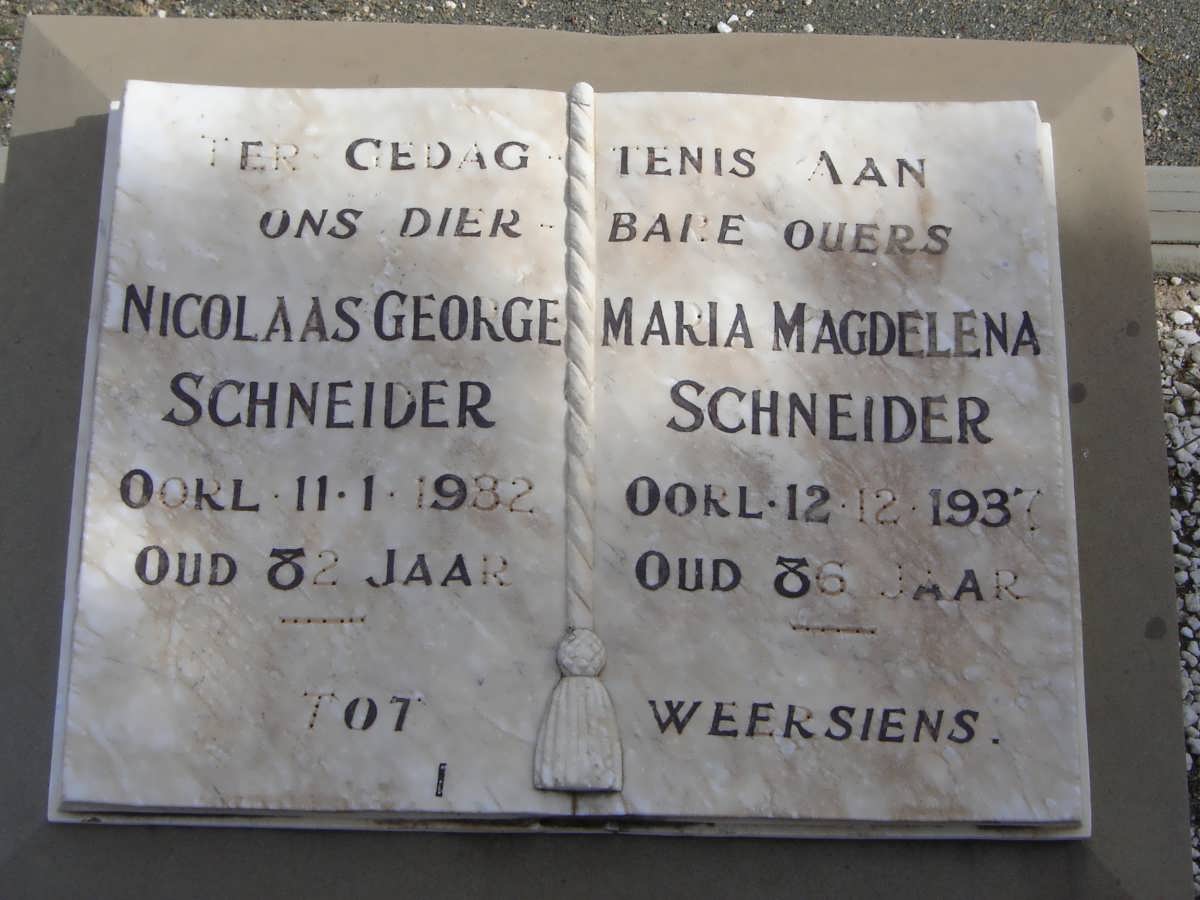 TER GEDAG - TENIS AAN
ONS DIER - BARE OUERS
NICOLAAS GEORGE
SCHNEIDER
OORL · 11 · 1 · 1932
OUD 82 JAAR
MARIA MAGDELENA
SCHNEIDER
OORL · 12 · 12 · 1937
OUD 86 JAAR
TOT WEERSIENS.